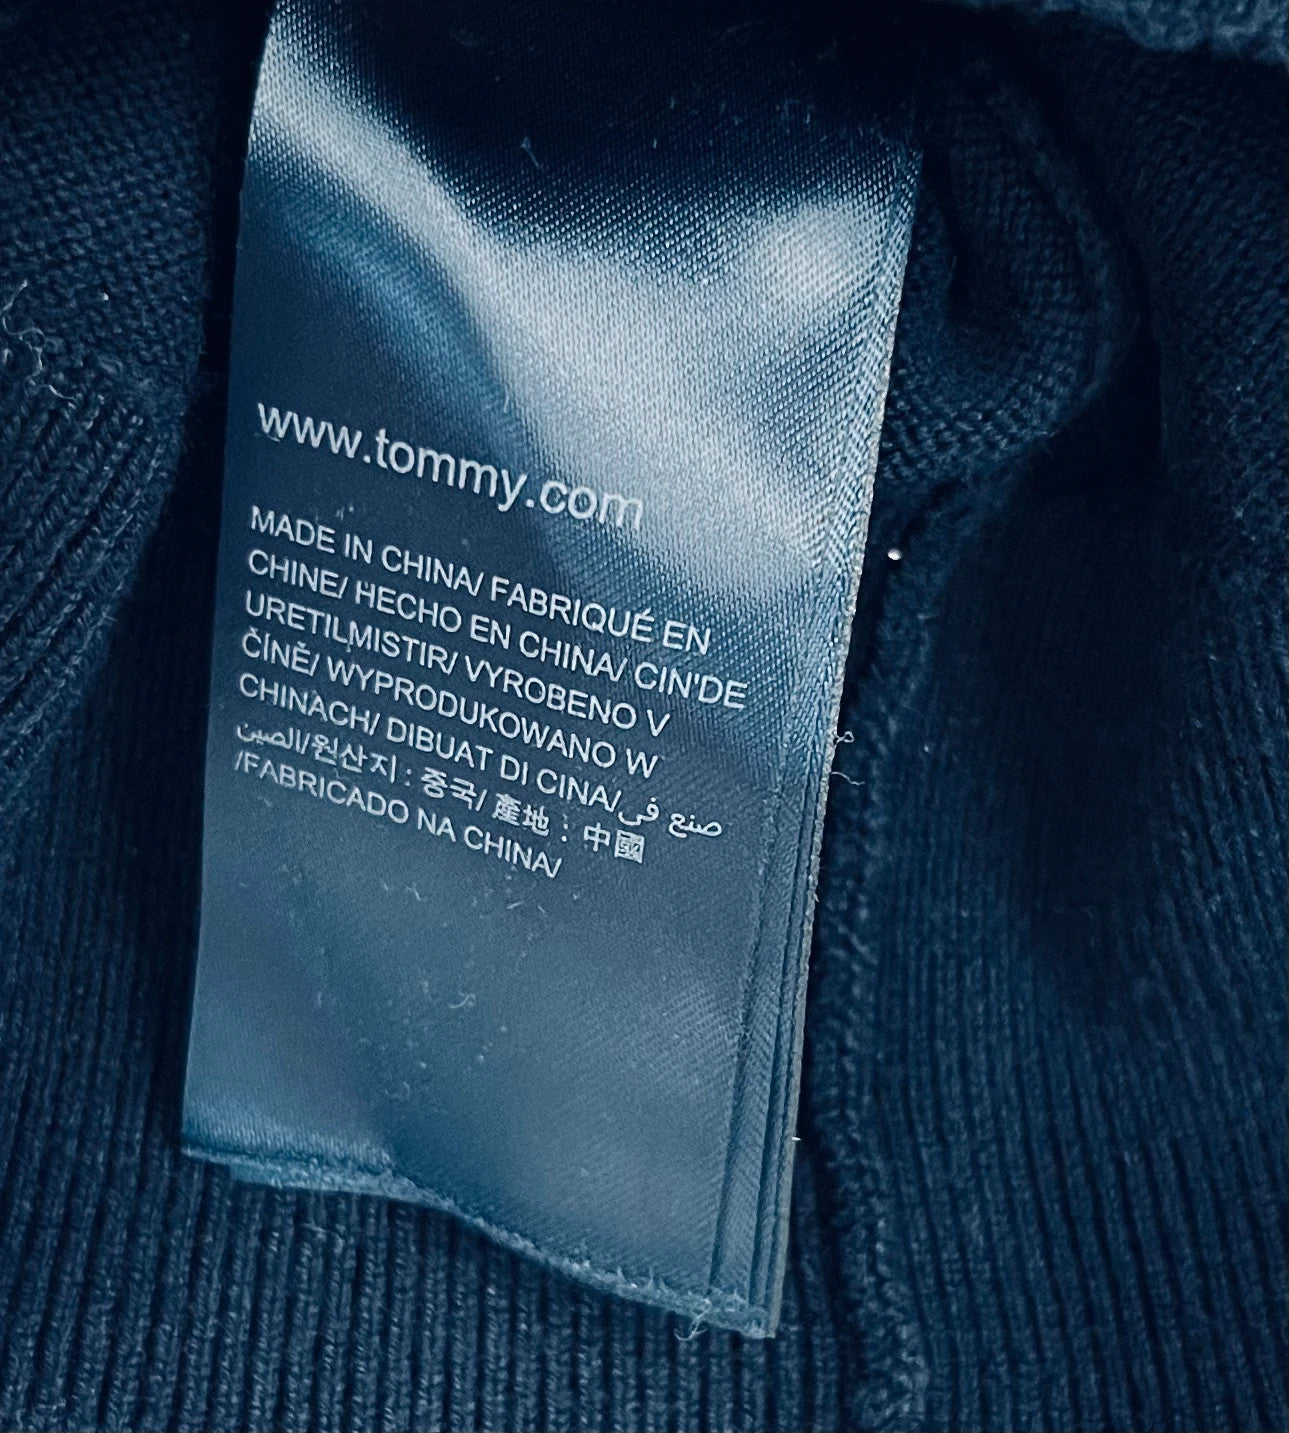 www.tommy.com
MADE IN CHINA/ FABRIQUÉ EN
CHINE/ HECHO EN CHINA/ CIN'DE
URETILMISTIR/ VYROBENO V
ČÍNĚ/ WYPRODUKOWANO W
CHINACH/ DIBUAT DI CINA/صنع في
الصين/원산지 : 중국/ 產地 : 中國
/FABRICADO NA CHINA/